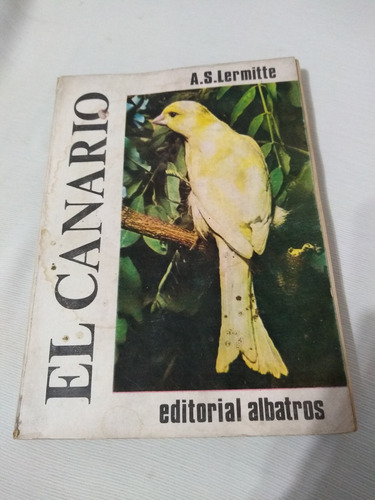 A.S.Lermitte
EL CANARIO
editorial albatros